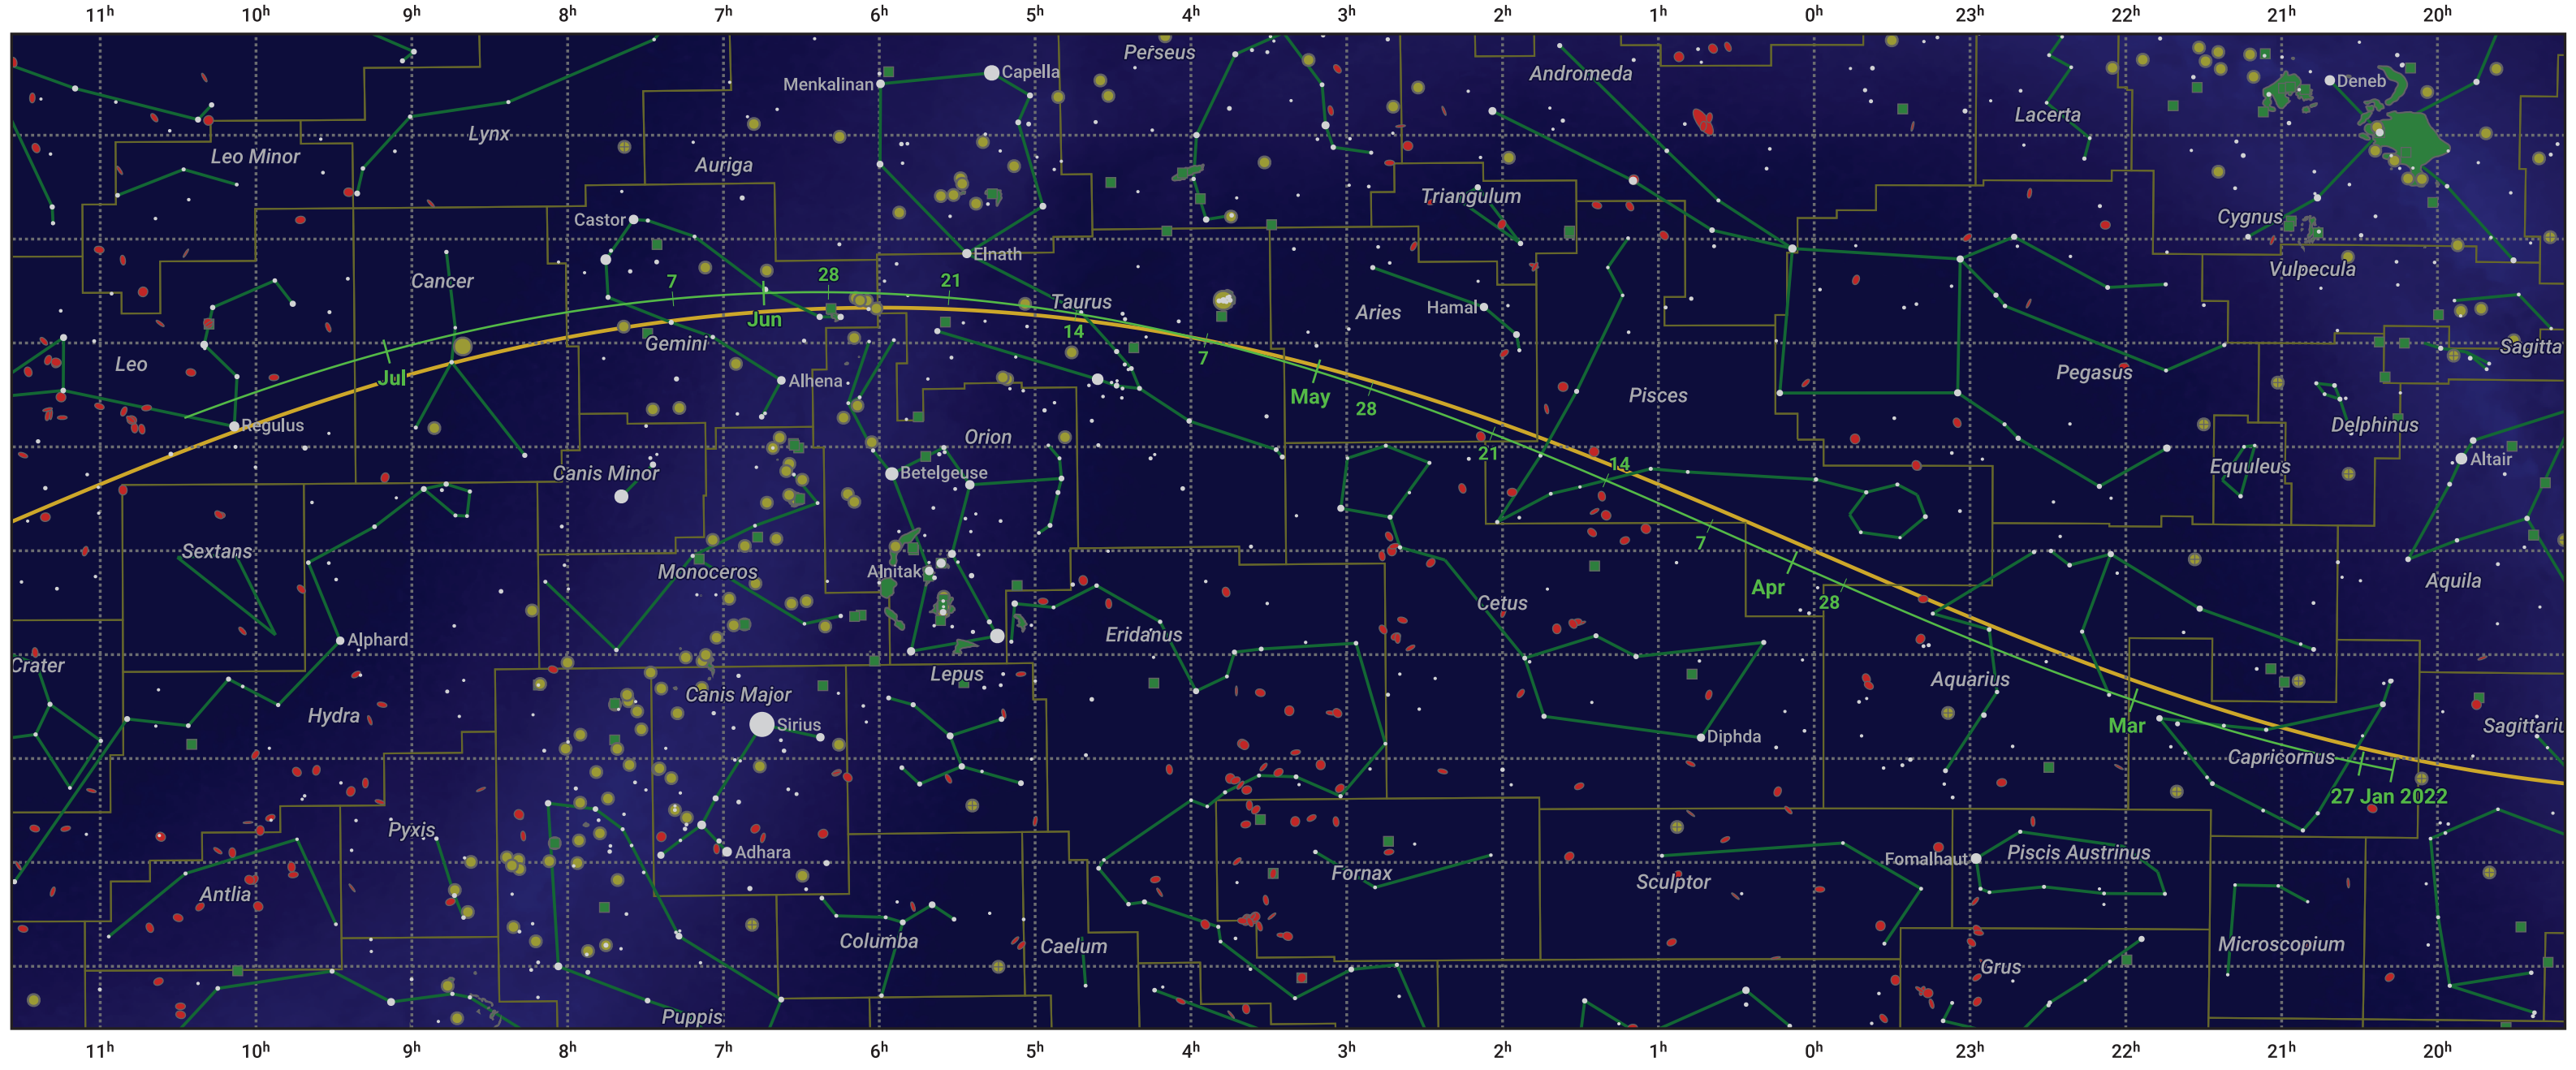 11h 10h 9h 8h 7h 6h 5h 4h 3h 2h 1h 0h 23h 22h 21h 20h
Perseus
Capella
Andromeda
Menkalinan
Deneb
Lacerta
Lynx
Leo Minor
Auriga
Triangulum
Castor
Cygnus
Elnath
Vulpecula
Cancer
7
28
21
Taurus
Hamal
Aries
Jun
14
Gemini
7
Sagitta
Leo
Jul
Alhena
Pegasus
May
Pisces
28
Regulus
Delphinus
Orion
21
Altair
14
Equuleus
Canis Minor
Betelgeuse
7
Sextans
Alnitak
Monoceros
Aquila
Apr
28
Cetus
Eridanus
Alphard
Crater
Lepus
Aquarius
Canis Major
Hydra
Sirius
Mar
Sagittariu
Diphda
Capricornus
27 Jan 2022
Pyxis
Adhara
Piscis Austrinus
Fomalhaut
Fornax
Sculptor
Antlia
Columba
Caelum
Microscopium
Grus
Puppis
11h 10h 9h 8h 7h 6h 5h 4h 3h 2h 1h 0h 23h 22h 21h 20h